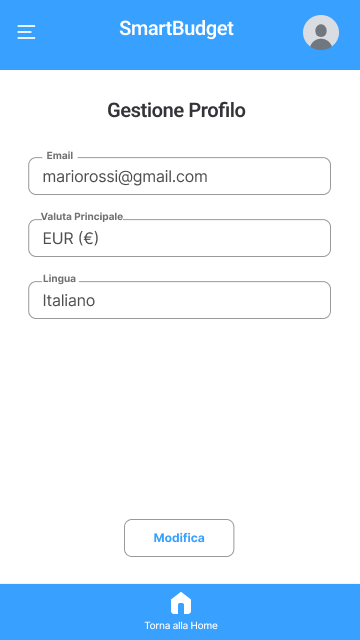 SmartBudget
Gestione Profilo
Email
mariorossi@gmail.com
Valuta Principale
EUR (€)
Lingua
Italiano
Modifica
Torna alla Home